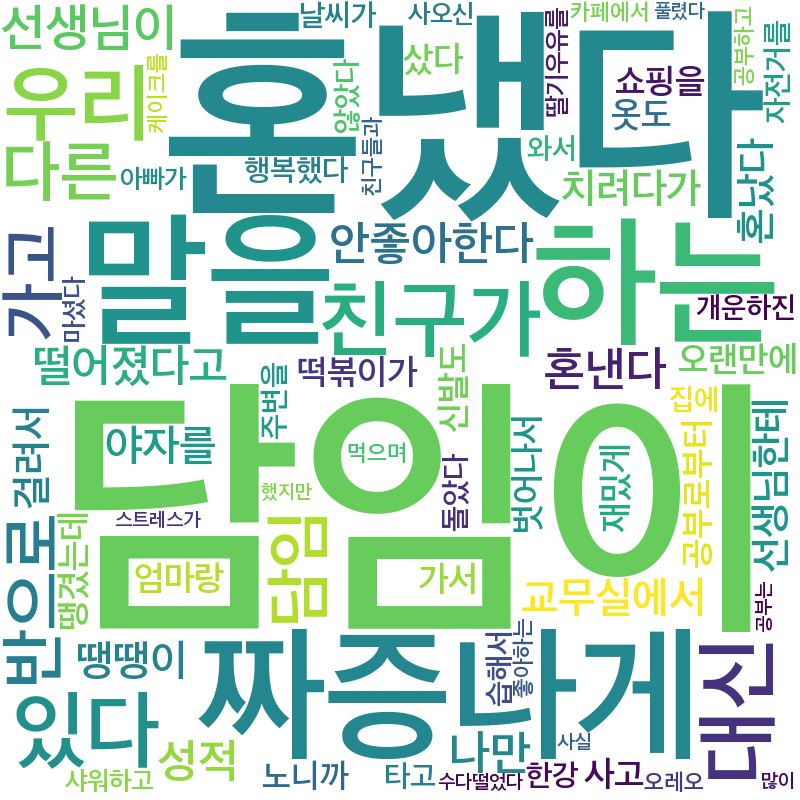 선생님이
날씨가
사오신
카페에서
풀렸다
혼냈다
우리
케이크를
않았다
샀다
딸기우유를
쇼핑을
공부하고
자전거를
옷도
다른
아빠가
행복했다
친구들과
와서
치려다가
혼났다
말을
안좋아한다
하는
가고
마셨다
친구가
개운하진
떨어졌다고
떡볶이가
신발도
혼낸다
오랜만에
주변을
집에
담임이
걸려서
야자를
먹으며
돌았다
벗어나서
재밌게
공부로부터
선생님한테
했지만
스트레스가
땡겼는데
반으로
담임
엄마랑
가서
교무실에서
공부는
땡땡이
짜증나게
습해서
좋아하는
대신
있다
성적
나만
사실
샤워하고
노니까
타고
수다떨었다
한강
사고
오레오
많이